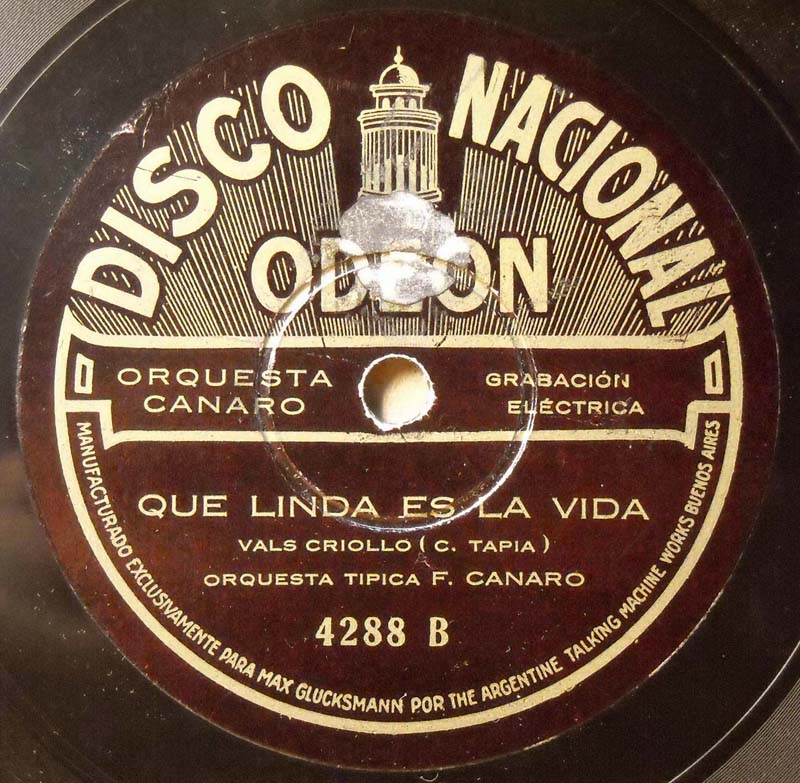 DISCO NACIONAL
ODEON
ORQUESTA
CANARO
GRABACIÓN
ELÉCTRICA
QUE LINDA ES LA VIDA
VALS CRIOLLO ( C. TAPIA )
ORQUESTA TIPICA F. CANARO
4288 B
MANUFACTURADO EXCLUSIVAMENTE PARA MAX GLUCKSMANN POR THE ARGENTINE TALKING MACHINE WORKS BUENOS AIRES